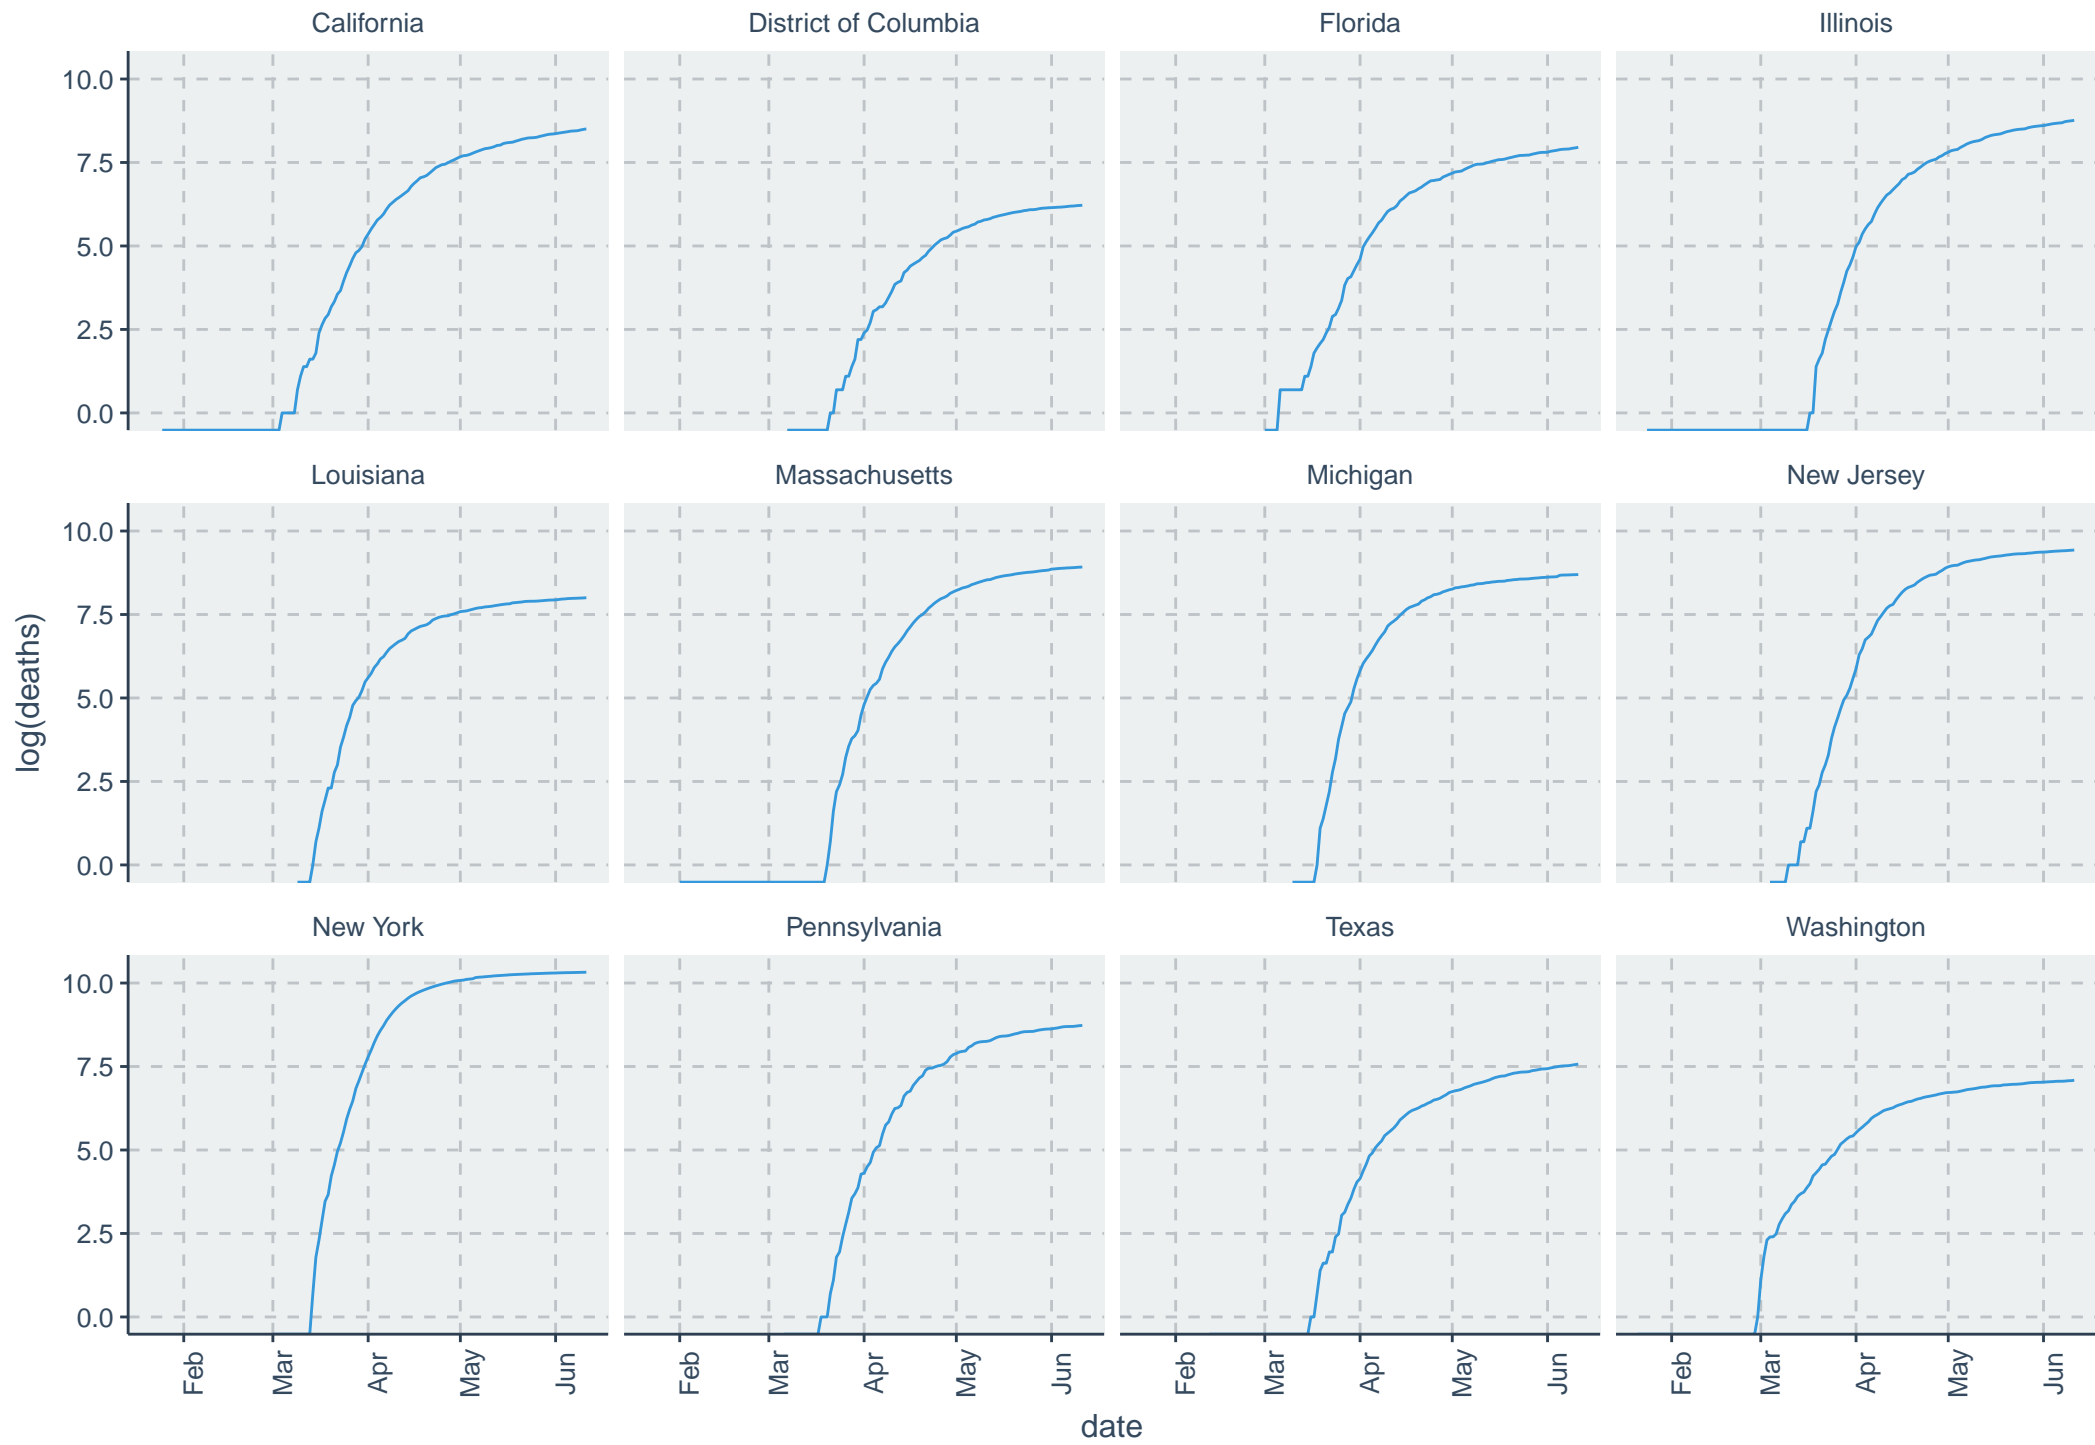 California
District of Columbia
Florida
Illinois
10.0
7.5
5.0
2.5
0.0
Louisiana
Massachusetts
Michigan
New Jersey
10.0
7.5
5.0
2.5
0.0
log(deaths)
New York
Pennsylvania
Texas
Washington
10.0
7.5
5.0
2.5
0.0
Feb Mar Apr May Jun
Feb Mar Apr May Jun
Feb Mar Apr May Jun
Feb Mar Apr May Jun
date